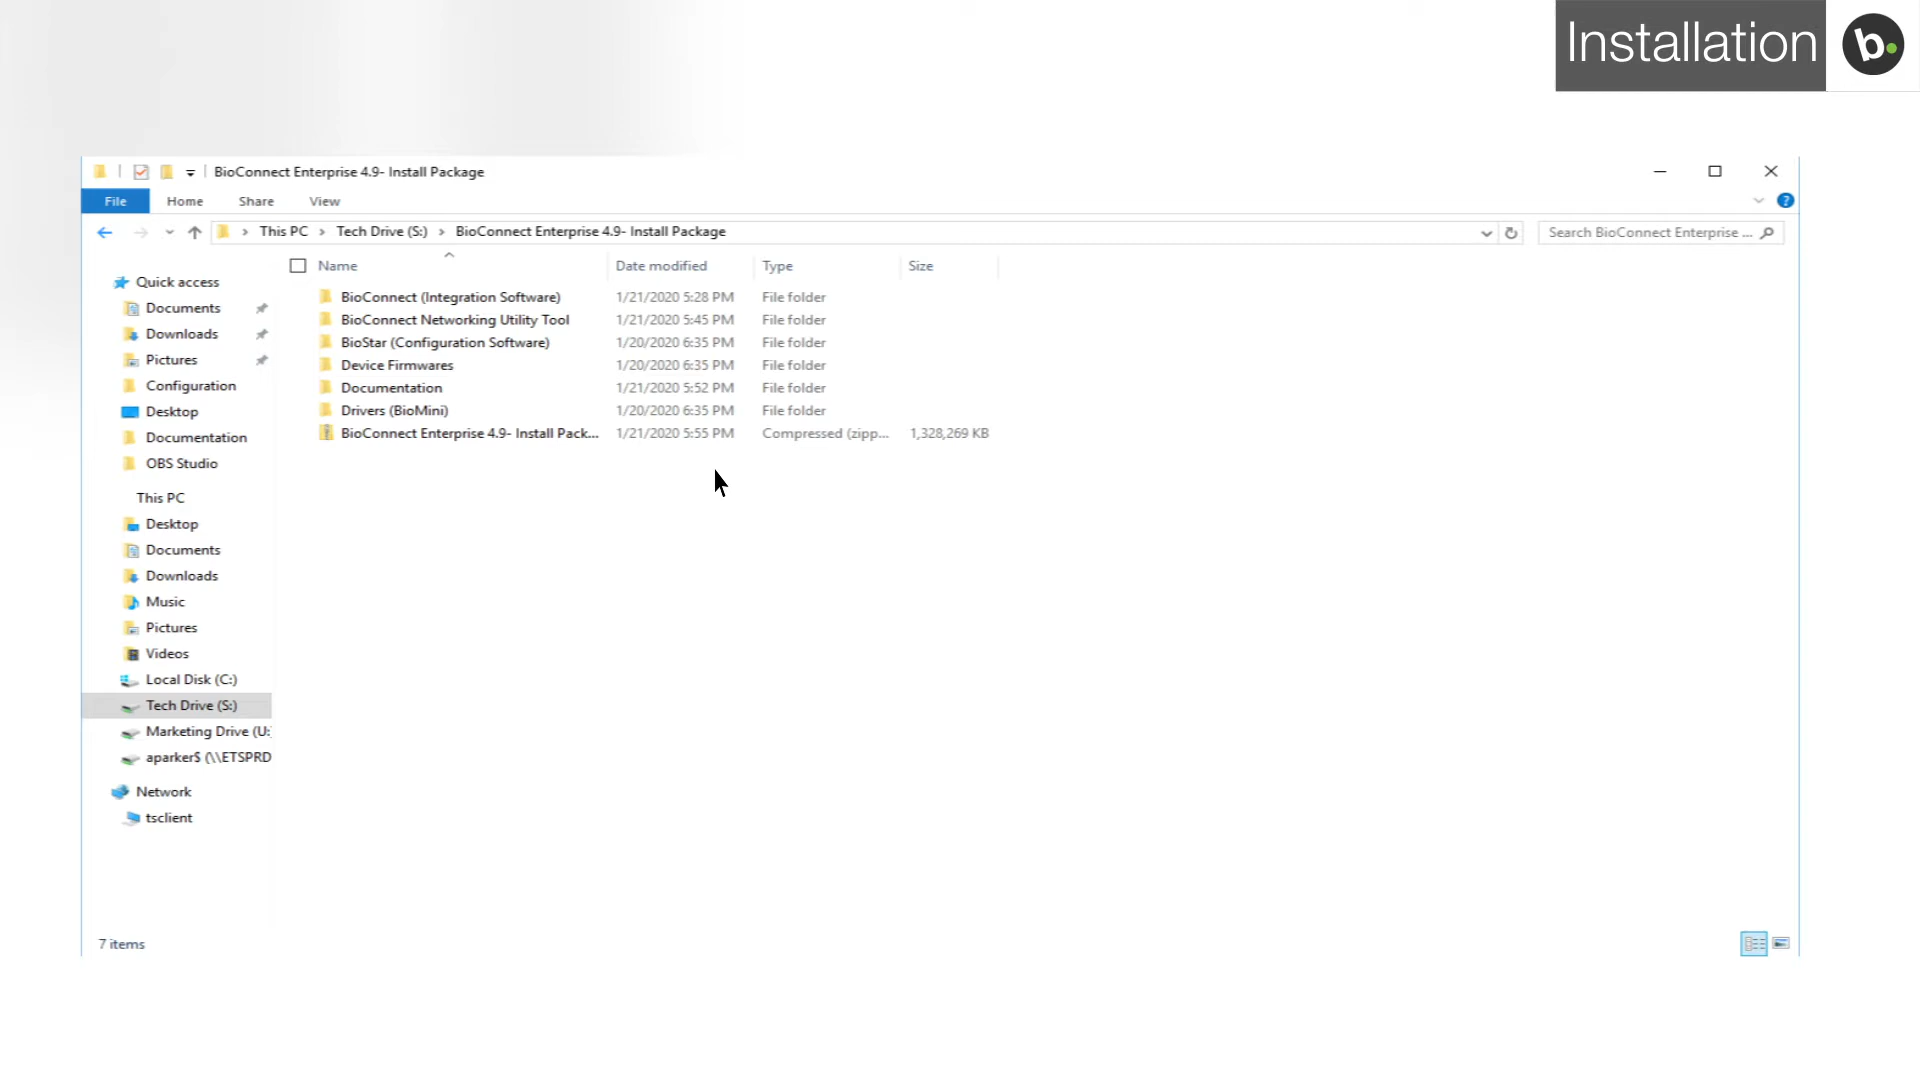 Installation b.
BioConnect Enterprise 4.9- Install Package
File Home Share View
This PC > Tech Drive (S:) > BioConnect Enterprise 4.9- Install Package
Search BioConnect Enterprise ...
Name Date modified Type Size
BioConnect (Integration Software) 1/21/2020 5:28 PM File folder
BioConnect Networking Utility Tool 1/21/2020 5:45 PM File folder
BioStar (Configuration Software) 1/20/2020 6:35 PM File folder
Device Firmwares 1/20/2020 6:35 PM File folder
Documentation 1/21/2020 5:52 PM File folder
Drivers (BioMini) 1/20/2020 6:35 PM File folder
BioConnect Enterprise 4.9- Install Pack... 1/21/2020 5:55 PM Compressed (zipp... 1,328,269 KB
Quick access
Documents
Downloads
Pictures
Configuration
Desktop
Documentation
OBS Studio
This PC
Desktop
Documents
Downloads
Music
Pictures
Videos
Local Disk (C:)
Tech Drive (S:)
Marketing Drive (U:
aparker$ (\\ETSPRD
Network
tsclient
7 items